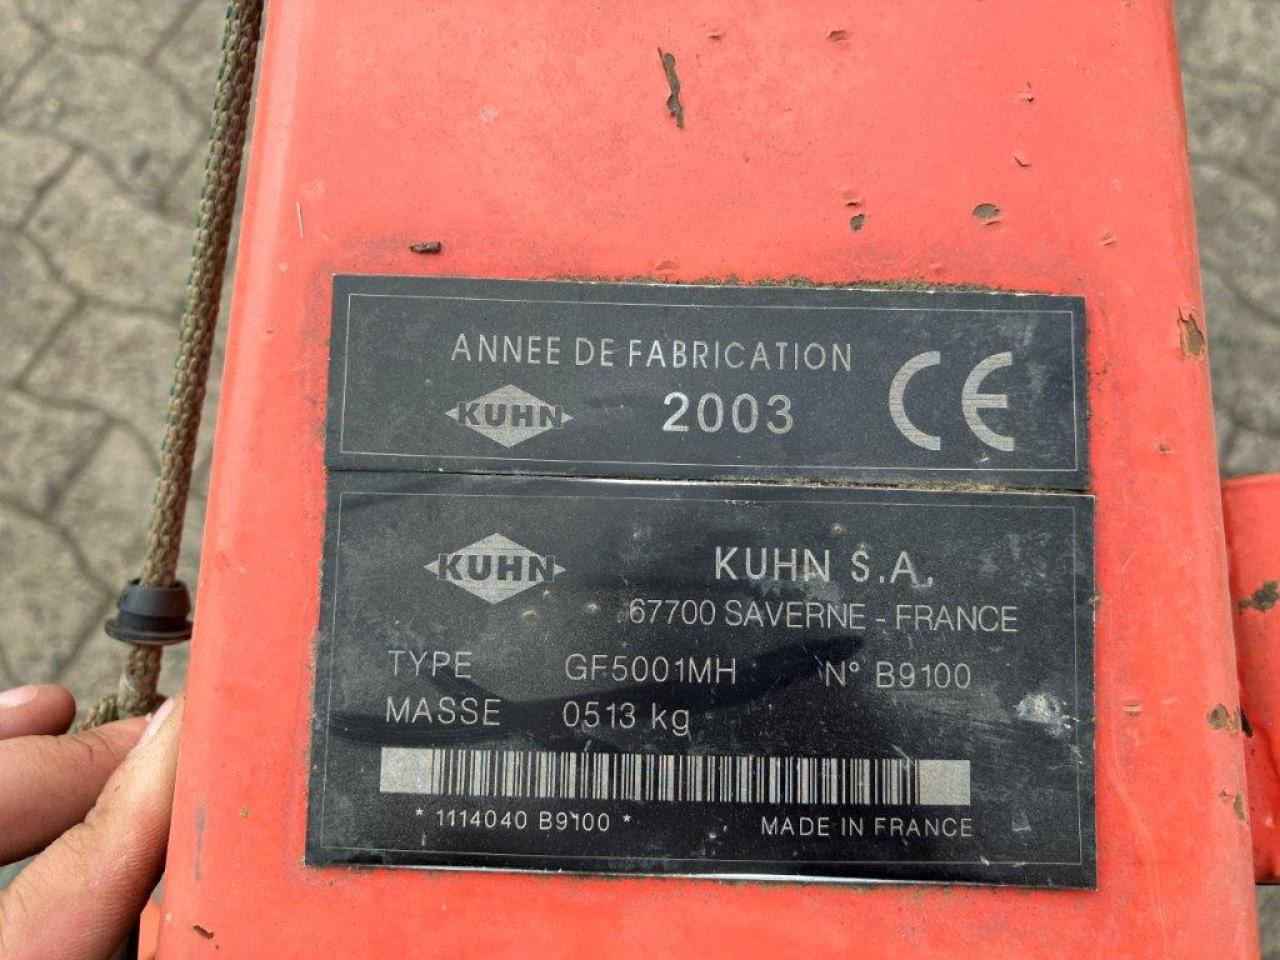 ANNEE DE FABRICATION
KUHN 2003 CE
KUHN KUHN S.A.
67700 SAVERNE - FRANCE
TYPE GF5001MH N° B9100
MASSE 0513 kg
* 1114040 B9100 * MADE IN FRANCE